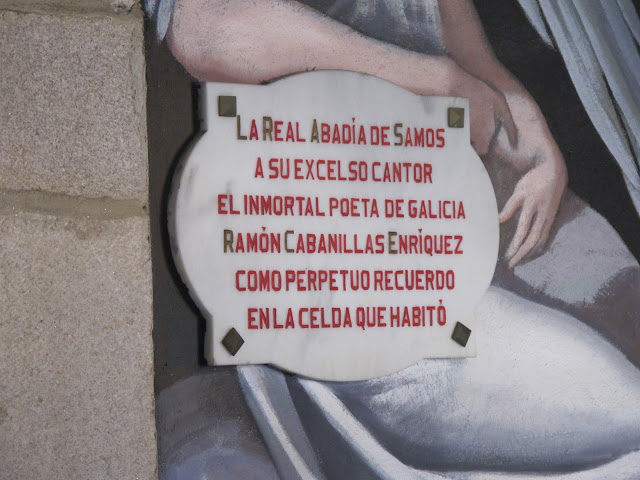 LA REAL ABADÍA DE SAMOS
A SU EXCELSO CANTOR
EL INMORTAL POETA DE GALICIA
RAMÓN CABANILLAS ENRÍQUEZ
COMO PERPETUO RECUERDO
EN LA CELDA QUE HABITÓ